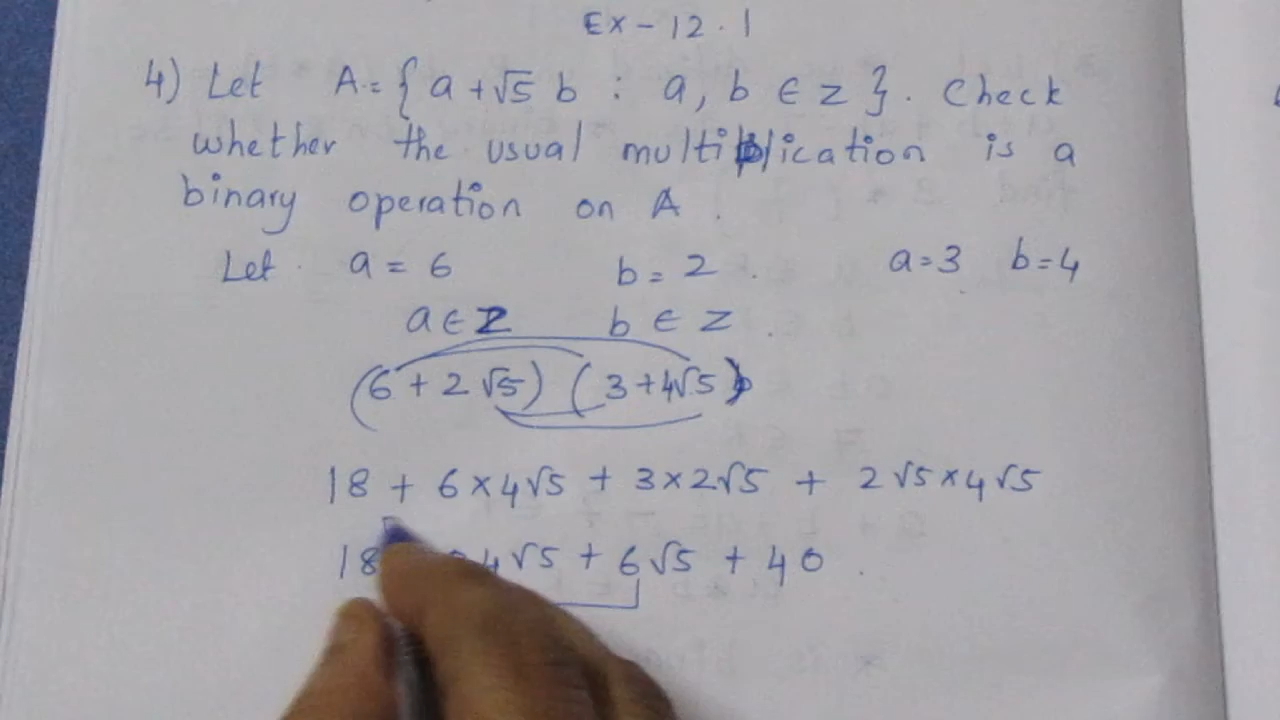 Ex - 12.1
4) Let A = { a + √5 b : a, b ∈ z }. Check
whether the usual multiplication is a
binary operation on A.
Let a = 6 b = 2. a = 3 b = 4
a ∈ Z b ∈ Z.
(6 + 2√5) (3 + 4√5)
18 + 6 × 4√5 + 3 × 2√5 + 2√5 × 4√5
18 4√5 + 6√5 + 40.